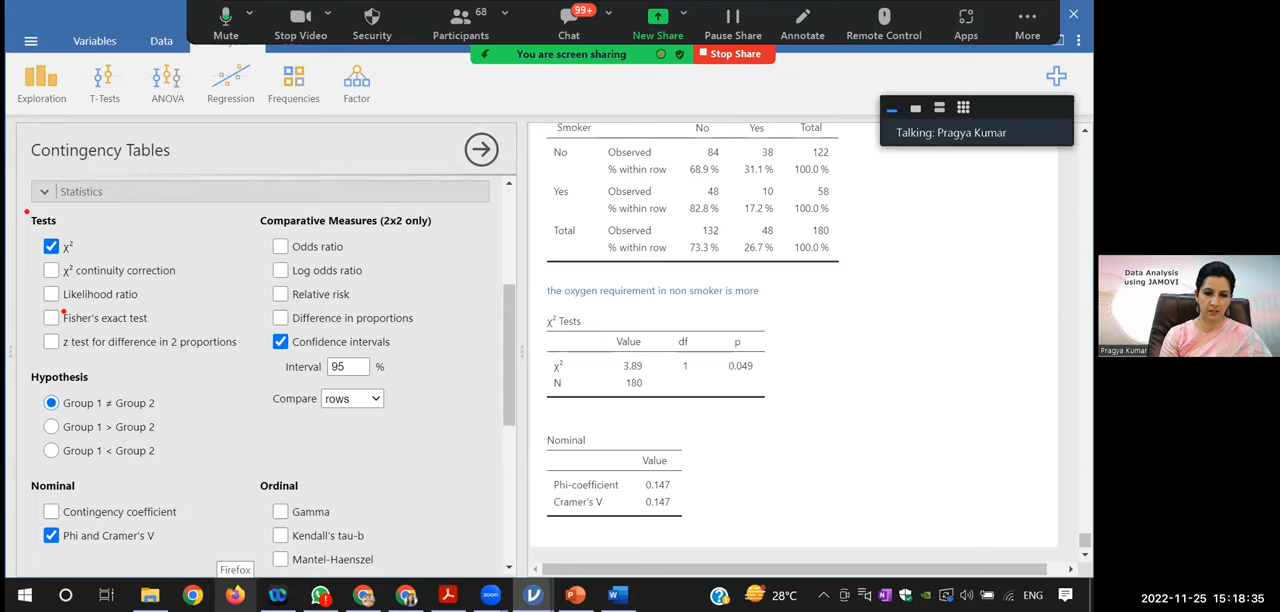 Mute
Stop Video
Security
68
Participants
99+
Chat
New Share
Pause Share
Annotate
Remote Control
Apps
More
You are screen sharing
Stop Share
Variables
Data
Exploration
T-Tests
ANOVA
Regression
Frequencies
Factor
Talking: Pragya Kumar
Contingency Tables
Statistics
Tests
χ²
χ² continuity correction
Likelihood ratio
Fisher's exact test
z test for difference in 2 proportions
Hypothesis
Group 1 ≠ Group 2
Group 1 > Group 2
Group 1 < Group 2
Nominal
Contingency coefficient
Phi and Cramer's V
Comparative Measures (2x2 only)
Odds ratio
Log odds ratio
Relative risk
Difference in proportions
Confidence intervals
Interval 95 %
Compare rows
Ordinal
Gamma
Kendall's tau-b
Mantel-Haenszel
Firefox
Smoker No Yes Total
No Observed 84 38 122
% within row 68.9 % 31.1 % 100.0 %
Yes Observed 48 10 58
% within row 82.8 % 17.2 % 100.0 %
Total Observed 132 48 180
% within row 73.3 % 26.7 % 100.0 %
the oxygen requirement in non smoker is more
χ² Tests
Value df p
χ² 3.89 1 0.049
N 180
Nominal
Value
Phi-coefficient 0.147
Cramer's V 0.147
Data Analysis
using JAMOVI
Pragya Kumar
28°C
ENG
2022-11-25 15:18:35